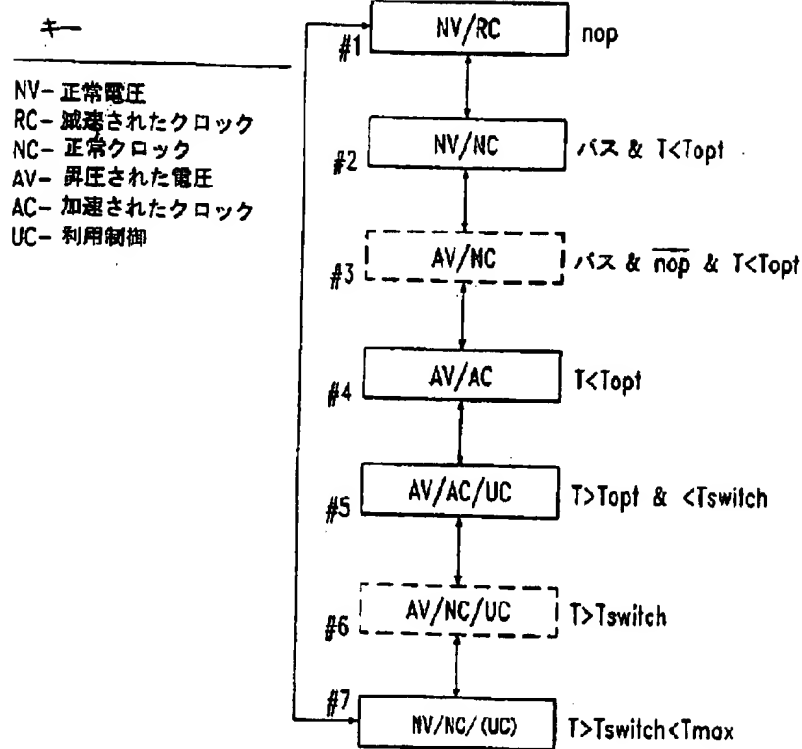 キー
NV- 正常電圧
RC- 減速されたクロック
NC- 正常クロック
AV- 昇圧された電圧
AC- 加速されたクロック
UC- 利用制御
#1 NV/RC nop
#2 NV/NC バス & T<Topt
#3 AV/NC バス & n̅o̅p̅ & T<Topt
#4 AV/AC T<Topt
#5 AV/AC/UC T>Topt & <Tswitch
#6 AV/NC/UC T>Tswitch
#7 NV/NC/(UC) T>Tswitch<Tmax